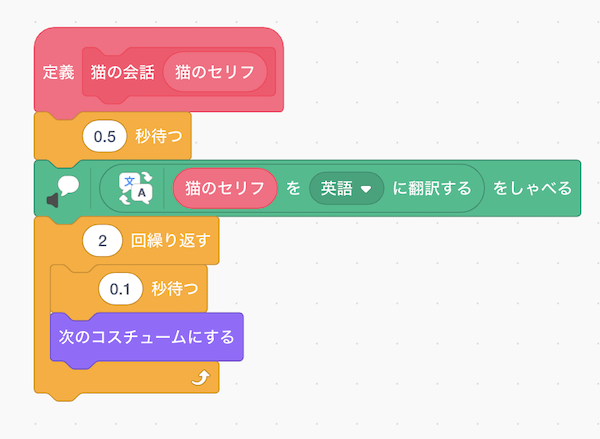 定義 猫の会話 猫のセリフ
0.5 秒待つ
文 A 猫のセリフ を 英語 に翻訳する をしゃべる
2 回繰り返す
0.1 秒待つ
次のコスチュームにする